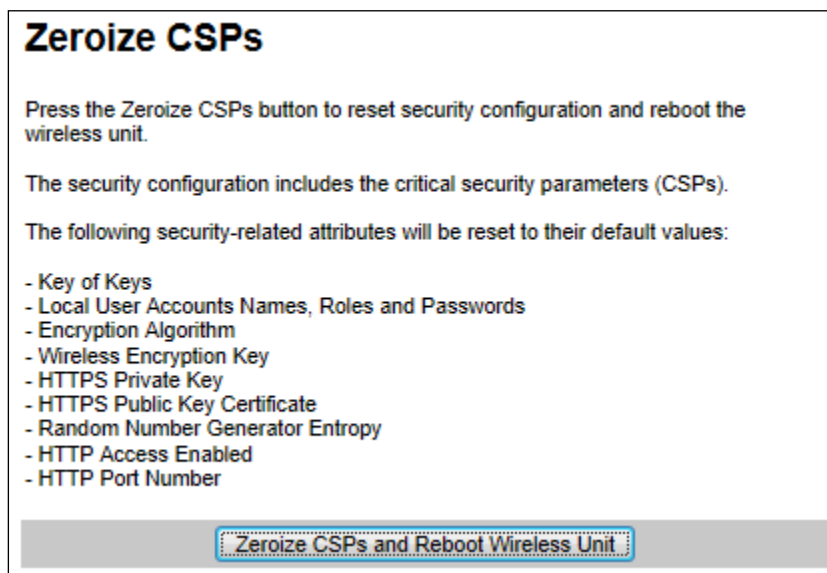 Zeroize CSPs
Press the Zeroize CSPs button to reset security configuration and reboot the
wireless unit.
The security configuration includes the critical security parameters (CSPs).
The following security-related attributes will be reset to their default values:
- Key of Keys
- Local User Accounts Names, Roles and Passwords
- Encryption Algorithm
- Wireless Encryption Key
- HTTPS Private Key
- HTTPS Public Key Certificate
- Random Number Generator Entropy
- HTTP Access Enabled
- HTTP Port Number
Zeroize CSPs and Reboot Wireless Unit